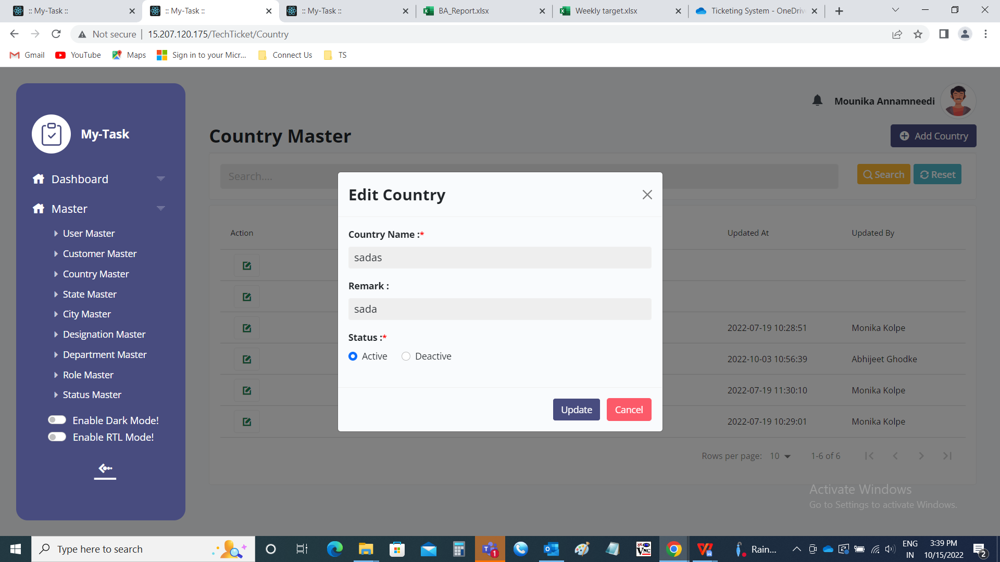 :: My-Task ::
:: My-Task ::
:: My-Task ::
BA_Report.xlsx
Weekly target.xlsx
Ticketing System - OneDriv
Not secure
15.207.120.175/TechTicket/Country
Gmail
YouTube
Maps
Sign in to your Micr...
Connect Us
TS
Mounika Annamneedi
My-Task
Country Master
Add Country
Dashboard
Search....
Search
Reset
Edit Country
Master
Action
Updated At
Updated By
User Master
Country Name :*
Customer Master
sadas
Country Master
Remark :
State Master
sada
City Master
2022-07-19 10:28:51
Monika Kolpe
Designation Master
Status :*
Department Master
Active
Deactive
2022-10-03 10:56:39
Abhijeet Ghodke
Role Master
Status Master
2022-07-19 11:30:10
Monika Kolpe
Update
Cancel
Enable Dark Mode!
2022-07-19 10:29:01
Monika Kolpe
Enable RTL Mode!
Rows per page:
10
1-6 of 6
Activate Windows
Go to Settings to activate Windows.
Type here to search
1
VNC
Rain...
ENG
IN
3:39 PM
10/15/2022
2